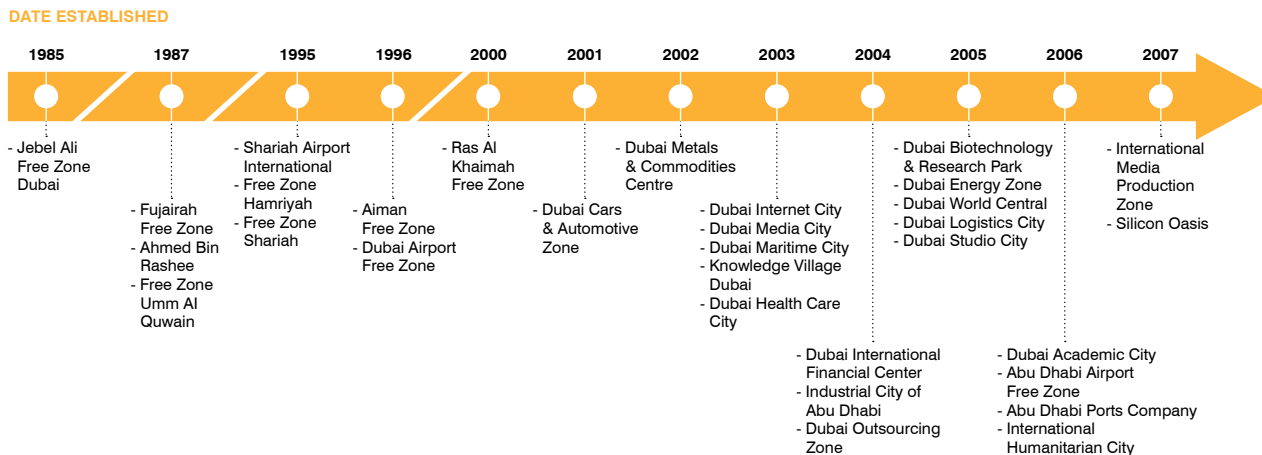 DATE ESTABLISHED
1985
1987
1995
1996
2000
2001
2002
2003
2004
2005
2006
2007
- Jebel Ali
Free Zone
Dubai
- Fujairah
Free Zone
- Ahmed Bin
Rashee
- Free Zone
Umm Al
Quwain
- Shariah Airport
International
- Free Zone
Hamriyah
- Free Zone
Shariah
- Aiman
Free Zone
- Dubai Airport
Free Zone
- Ras Al
Khaimah
Free Zone
- Dubai Cars
& Automotive
Zone
- Dubai Metals
& Commodities
Centre
- Dubai Internet City
- Dubai Media City
- Dubai Maritime City
- Knowledge Village
Dubai
- Dubai Health Care
City
- Dubai International
Financial Center
- Industrial City of
Abu Dhabi
- Dubai Outsourcing
Zone
- Dubai Biotechnology
& Research Park
- Dubai Energy Zone
- Dubai World Central
- Dubai Logistics City
- Dubai Studio City
- Dubai Academic City
- Abu Dhabi Airport
Free Zone
- Abu Dhabi Ports Company
- International
Humanitarian City
- International
Media
Production
Zone
- Silicon Oasis